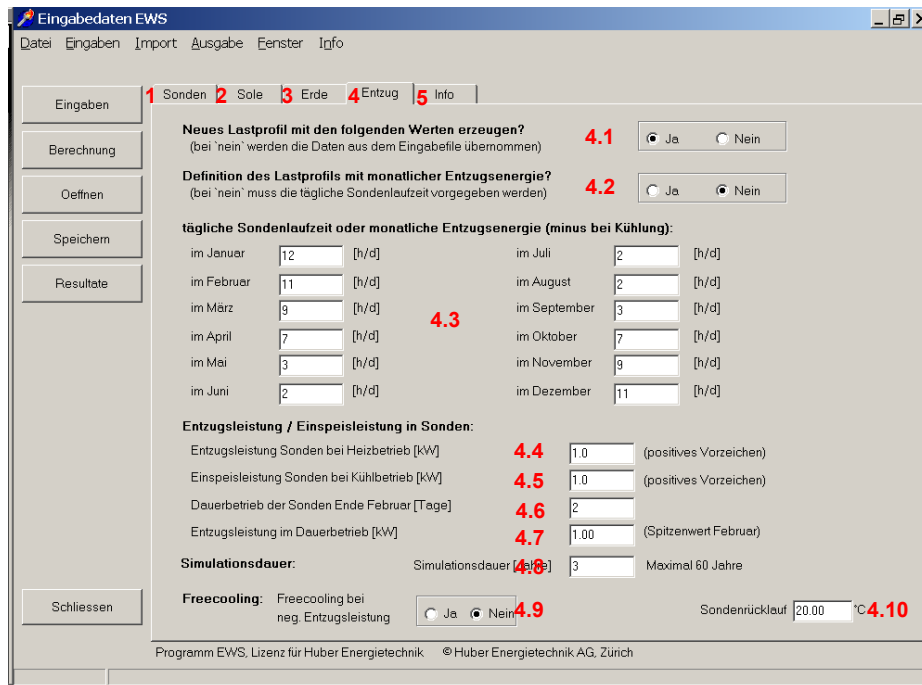 Eingabedaten EWS
Datei Eingaben Import Ausgabe Fenster Info
Eingaben
Berechnung
Oeffnen
Speichern
Resultate
Schliessen
1 Sonden 2 Sole 3 Erde 4 Entzug 5 Info
Neues Lastprofil mit den folgenden Werten erzeugen? 4.1 Ja Nein
(bei `nein` werden die Daten aus dem Eingabefile übernommen)
Definition des Lastprofils mit monatlicher Entzugsenergie? 4.2 Ja Nein
(bei `nein` muss die tägliche Sondenlaufzeit vorgegeben werden)
tägliche Sondenlaufzeit oder monatliche Entzugsenergie (minus bei Kühlung):
im Januar 12 [h/d] im Juli 2 [h/d]
im Februar 11 [h/d] im August 2 [h/d]
im März 9 [h/d] im September 3 [h/d]
4.3
im April 7 [h/d] im Oktober 7 [h/d]
im Mai 3 [h/d] im November 9 [h/d]
im Juni 2 [h/d] im Dezember 11 [h/d]
Entzugsleistung / Einspeisleistung in Sonden:
Entzugsleistung Sonden bei Heizbetrieb [kW] 4.4 1.0 (positives Vorzeichen)
Einspeisleistung Sonden bei Kühlbetrieb [kW] 4.5 1.0 (positives Vorzeichen)
Dauerbetrieb der Sonden Ende Februar [Tage] 4.6 2
Entzugsleistung im Dauerbetrieb [kW] 4.7 1.00 (Spitzenwert Februar)
Simulationsdauer: Simulationsdauer [Jahre] 4.8 3 Maximal 60 Jahre
Freecooling: Freecooling bei
neg. Entzugsleistung Ja Nein 4.9 Sondenrücklauf 20.00 °C 4.10
Programm EWS, Lizenz für Huber Energietechnik © Huber Energietechnik AG, Zürich